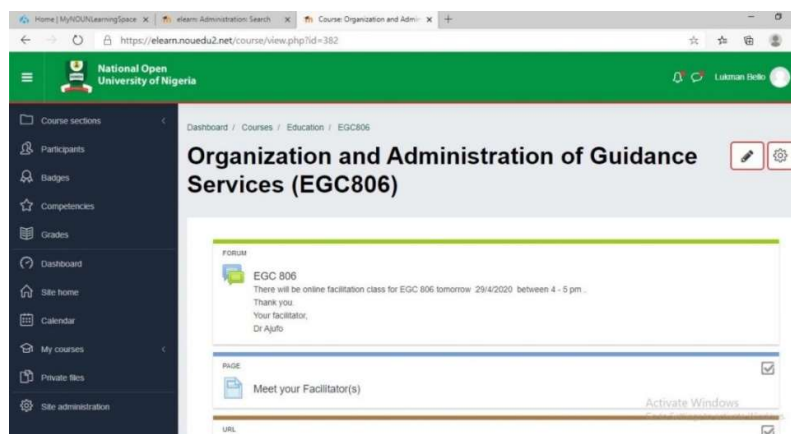 Home | MyNOUNLearningSpace
elearn: Administration: Search
Course: Organization and Admin
https://elearn.nouedu2.net/course/view.php?id=382
National Open
University of Nigeria
Lukman Bello
Course sections
Participants
Badges
Competencies
Grades
Dashboard
Site home
Calendar
My courses
Private files
Site administration
Dashboard / Courses / Education / EGC806
Organization and Administration of Guidance
Services (EGC806)
FORUM
EGC 806
There will be online facilitation class for EGC 806 tomorrow 29/4/2020 between 4 - 5 pm .
Thank you.
Your facilitator,
Dr Ajufo
PAGE
Meet your Facilitator(s)
Activate Windows
URL